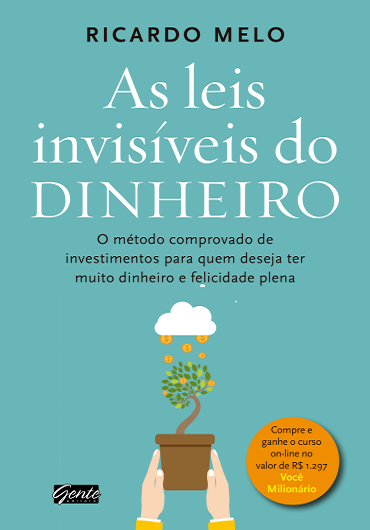 RICARDO MELO
As leis
invisíveis do
DINHEIRO
O método comprovado de
investimentos para quem deseja ter
muito dinheiro e felicidade plena
Compre e
ganhe o curso
on-line no
valor de R$ 1.297
Você
Milionário
Gente
editora